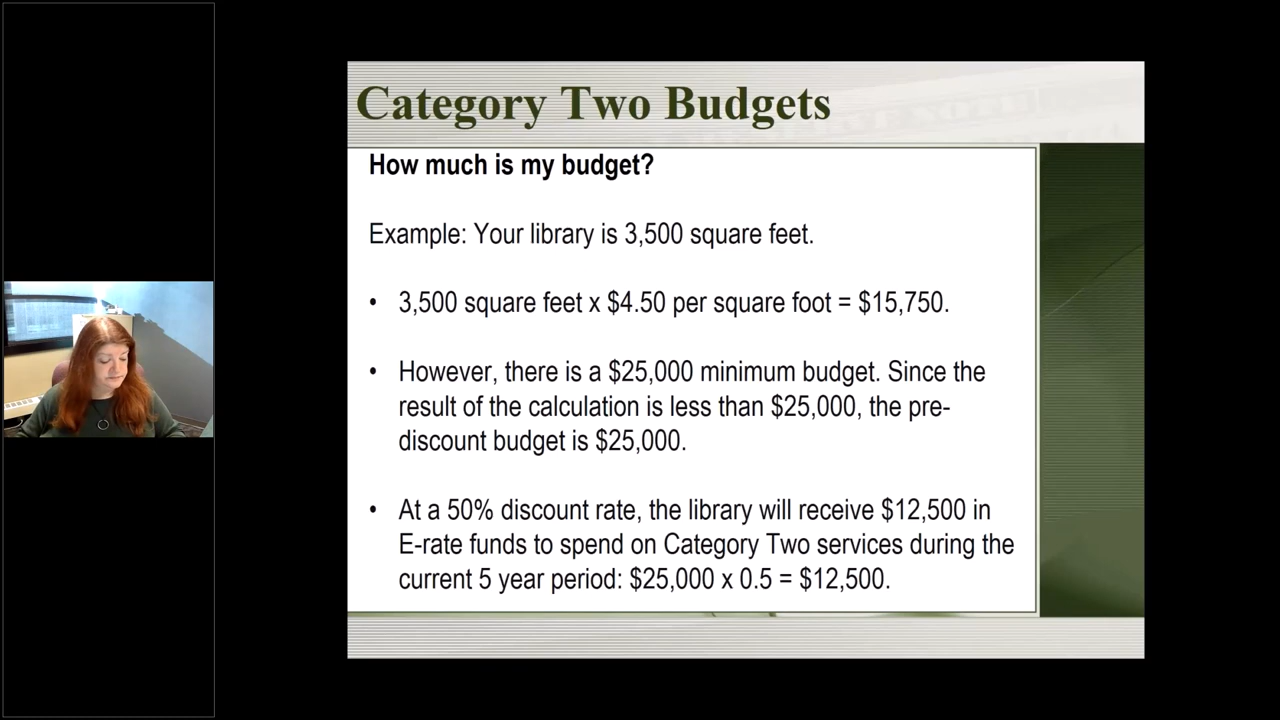 Category Two Budgets
How much is my budget?
Example: Your library is 3,500 square feet.
• 3,500 square feet x $4.50 per square foot = $15,750.
• However, there is a $25,000 minimum budget. Since the
result of the calculation is less than $25,000, the pre-
discount budget is $25,000.
• At a 50% discount rate, the library will receive $12,500 in
E-rate funds to spend on Category Two services during the
current 5 year period: $25,000 x 0.5 = $12,500.